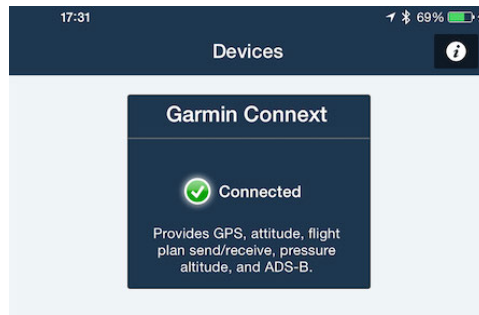 17:31
69%
Devices
Garmin Connext
Connected
Provides GPS, attitude, flight
plan send/receive, pressure
altitude, and ADS-B.